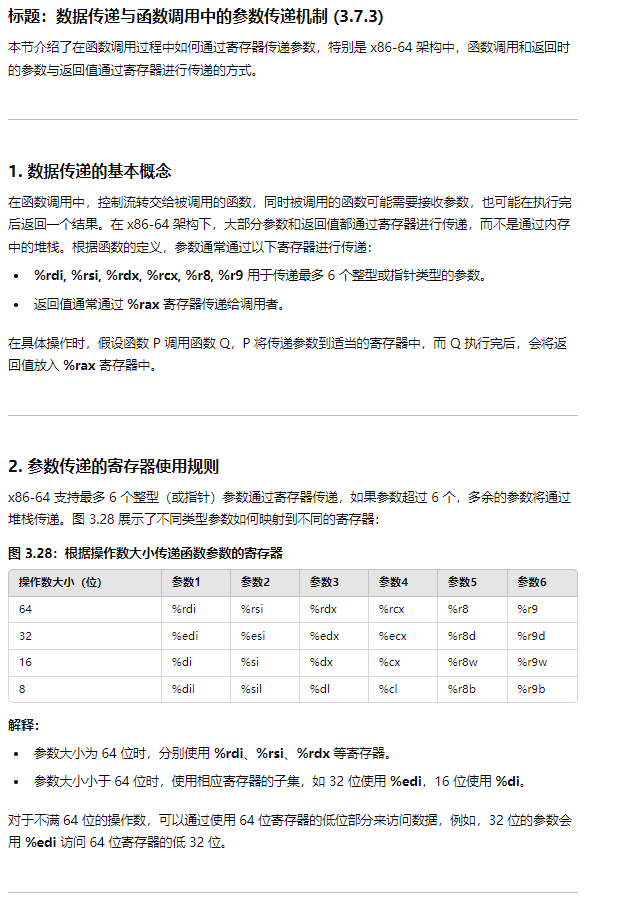 标题：数据传递与函数调用中的参数传递机制 (3.7.3)
本节介绍了在函数调用过程中如何通过寄存器传递参数，特别是 x86-64 架构中，函数调用和返回时
的参数与返回值通过寄存器进行传递的方式。
1. 数据传递的基本概念
在函数调用中，控制流转交给被调用的函数，同时被调用的函数可能需要接收参数，也可能在执行完
后返回一个结果。在 x86-64 架构下，大部分参数和返回值都通过寄存器进行传递，而不是通过内存
中的堆栈。根据函数的定义，参数通常通过以下寄存器进行传递：
• %rdi, %rsi, %rdx, %rcx, %r8, %r9 用于传递最多 6 个整型或指针类型的参数。
• 返回值通常通过 %rax 寄存器传递给调用者。
在具体操作时，假设函数 P 调用函数 Q，P 将传递参数到适当的寄存器中，而 Q 执行完后，会将返
回值放入 %rax 寄存器中。
2. 参数传递的寄存器使用规则
x86-64 支持最多 6 个整型（或指针）参数通过寄存器传递，如果参数超过 6 个，多余的参数将通过
堆栈传递。图 3.28 展示了不同类型参数如何映射到不同的寄存器：
图 3.28：根据操作数大小传递函数参数的寄存器
操作数大小（位） 参数1 参数2 参数3 参数4 参数5 参数6
64 %rdi %rsi %rdx %rcx %r8 %r9
32 %edi %esi %edx %ecx %r8d %r9d
16 %di %si %dx %cx %r8w %r9w
8 %dil %sil %dl %cl %r8b %r9b
解释：
• 参数大小为 64 位时，分别使用 %rdi、%rsi、%rdx 等寄存器。
• 参数大小小于 64 位时，使用相应寄存器的子集，如 32 位使用 %edi，16 位使用 %di。
对于不满 64 位的操作数，可以通过使用 64 位寄存器的低位部分来访问数据，例如，32 位的参数会
用 %edi 访问 64 位寄存器的低 32 位。